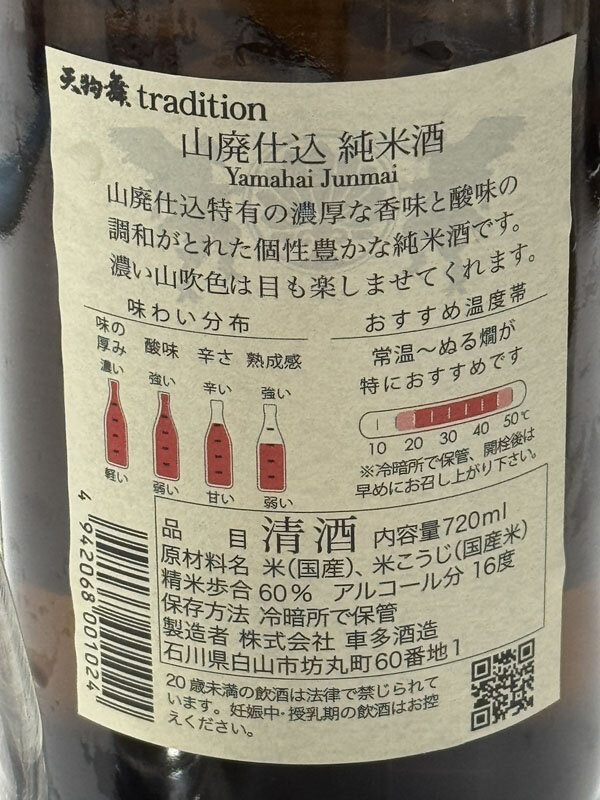 天狗舞 tradition
山廃仕込 純米酒
Yamahai Junmai
山廃仕込特有の濃厚な香味と酸味の
調和がとれた個性豊かな純米酒です。
濃い山吹色は目も楽しませてくれます。
味わい分布
味の厚み 酸味 辛さ 熟成感
濃い 強い 辛い 強い
軽い 弱い 甘い 弱い
おすすめ温度帯
常温〜ぬる燗が
特におすすめです
10 20 30 40 50℃
※冷暗所で保管、開栓後は
早めにお召し上がり下さい。
品目 清酒 内容量720ml
原材料名 米(国産)、米こうじ(国産米)
精米歩合 60% アルコール分 16度
保存方法 冷暗所で保管
製造者 株式会社 車多酒造
石川県白山市坊丸町60番地1
20歳未満の飲酒は法律で禁じられて
います。妊娠中・授乳期の飲酒はお控
えください。
4 942068 001024